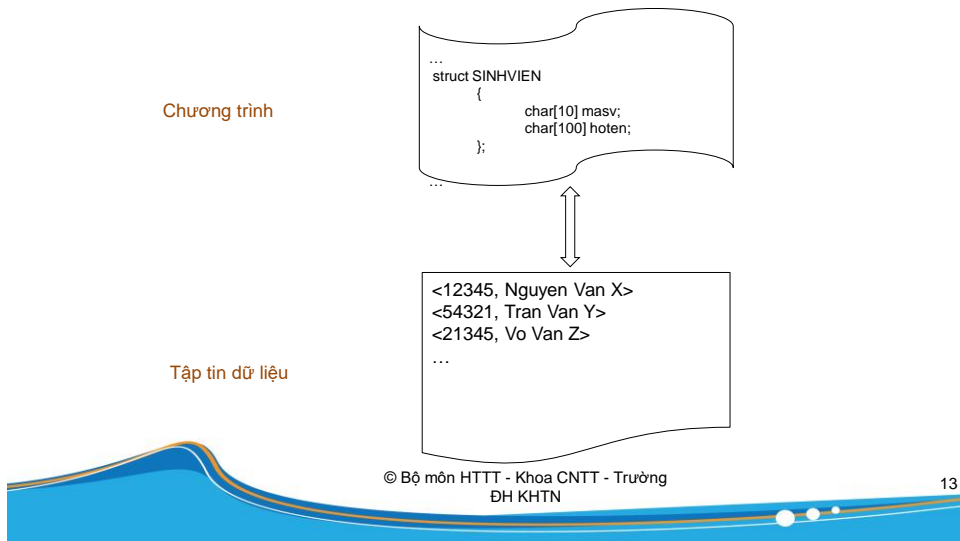 …
struct SINHVIEN
{
char[10] masv;
char[100] hoten;
};
…
Chương trình
<12345, Nguyen Van X>
<54321, Tran Van Y>
<21345, Vo Van Z>
…
Tập tin dữ liệu
© Bộ môn HTTT - Khoa CNTT - Trường
ĐH KHTN
13